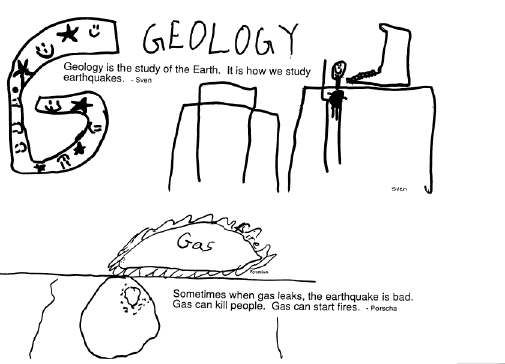 G
GEOLOGY
Geology is the study of the Earth. It is how we study
earthquakes. - Sven
Sven
Gas
Fire
Sometimes when gas leaks, the earthquake is bad.
Gas can kill people. Gas can start fires. - Porscha